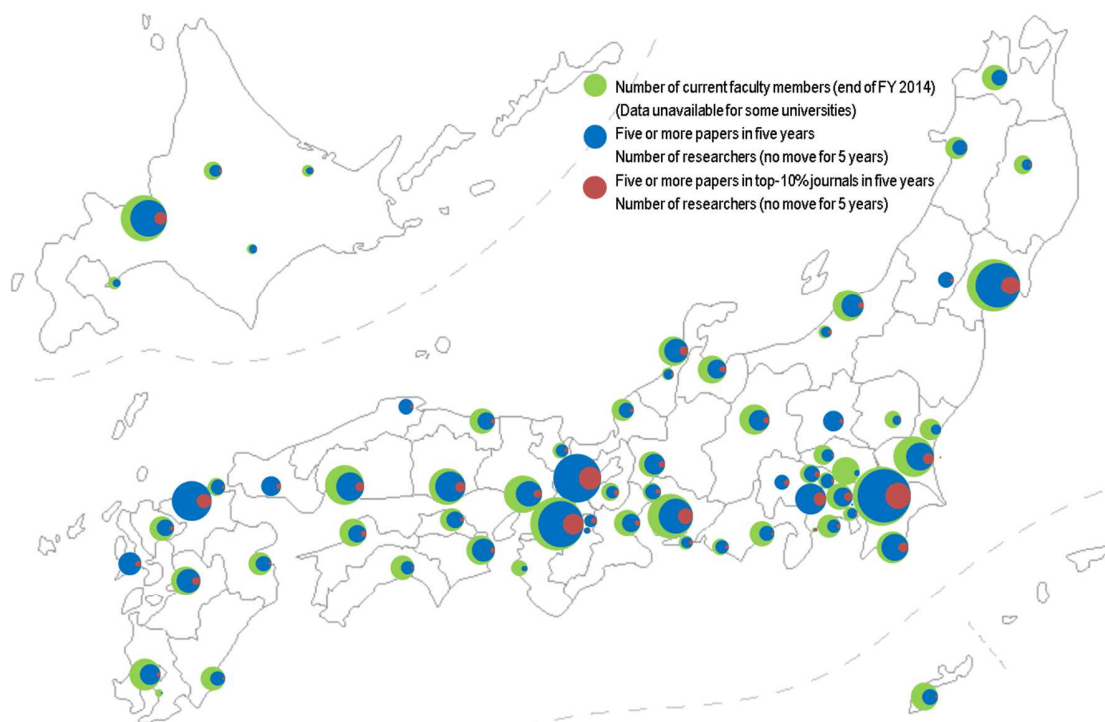 Number of current faculty members (end of FY 2014)
(Data unavailable for some universities)
Five or more papers in five years
Number of researchers (no move for 5 years)
Five or more papers in top-10% journals in five years
Number of researchers (no move for 5 years)